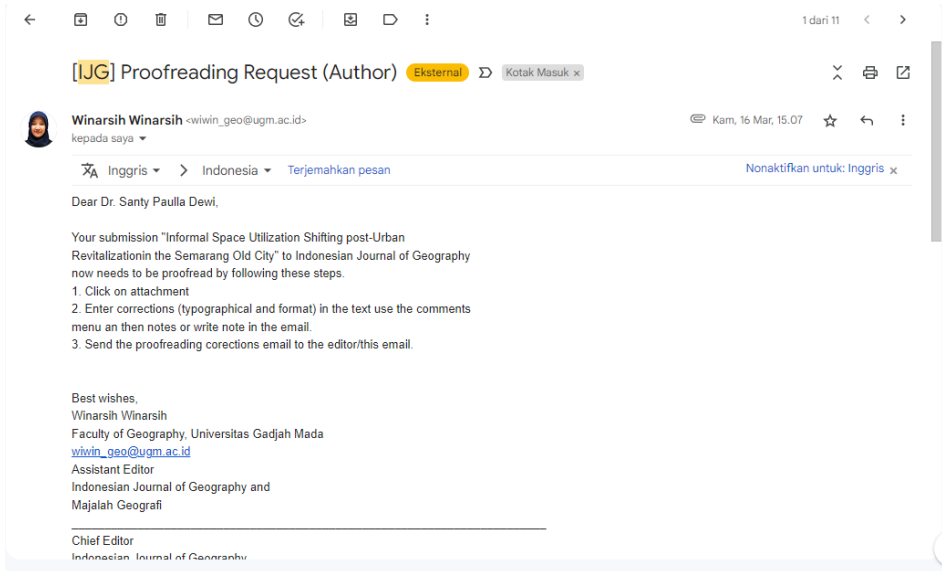 1 dari 11
[IJG] Proofreading Request (Author) Eksternal Kotak Masuk ×
Winarsih Winarsih <wiwin_geo@ugm.ac.id> Kam, 16 Mar, 15.07
kepada saya
Inggris > Indonesia Terjemahkan pesan Nonaktifkan untuk: Inggris ×
Dear Dr. Santy Paulla Dewi,
Your submission "Informal Space Utilization Shifting post-Urban
Revitalizationin the Semarang Old City" to Indonesian Journal of Geography
now needs to be proofread by following these steps.
1. Click on attachment
2. Enter corrections (typographical and format) in the text use the comments
menu an then notes or write note in the email.
3. Send the proofreading corections email to the editor/this email.
Best wishes,
Winarsih Winarsih
Faculty of Geography, Universitas Gadjah Mada
wiwin_geo@ugm.ac.id
Assistant Editor
Indonesian Journal of Geography and
Majalah Geografi
Chief Editor
Indonesian Journal of Geography